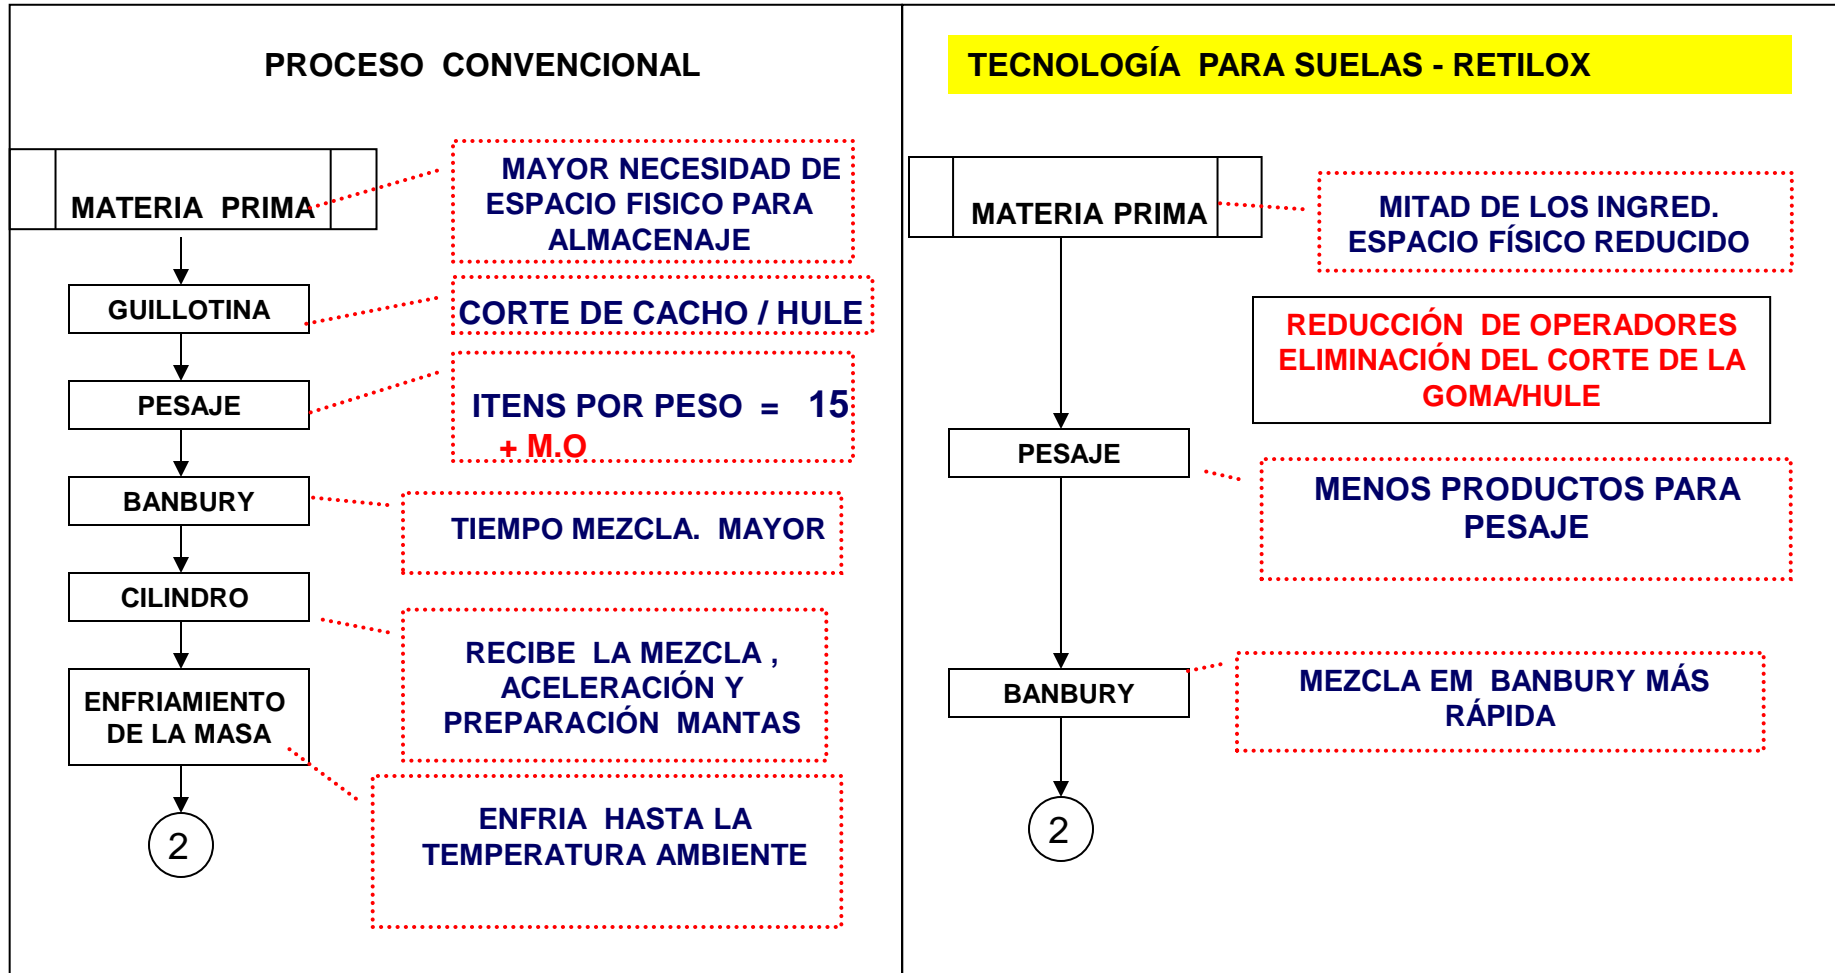 PROCESO CONVENCIONAL
MATERIA PRIMA
MAYOR NECESIDAD DE
ESPACIO FISICO PARA
ALMACENAJE
GUILLOTINA
CORTE DE CACHO / HULE
PESAJE
ITENS POR PESO = 15
+ M.O
BANBURY
TIEMPO MEZCLA. MAYOR
CILINDRO
RECIBE LA MEZCLA ,
ACELERACIÓN Y
PREPARACIÓN MANTAS
ENFRIAMIENTO
DE LA MASA
ENFRIA HASTA LA
TEMPERATURA AMBIENTE
2
TECNOLOGÍA PARA SUELAS - RETILOX
MATERIA PRIMA
MITAD DE LOS INGRED.
ESPACIO FÍSICO REDUCIDO
REDUCCIÓN DE OPERADORES
ELIMINACIÓN DEL CORTE DE LA
GOMA/HULE
PESAJE
MENOS PRODUCTOS PARA
PESAJE
BANBURY
MEZCLA EM BANBURY MÁS
RÁPIDA
2